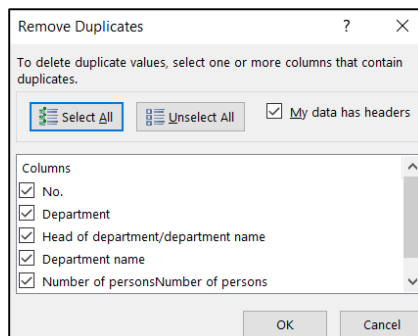 Remove Duplicates ? ×
To delete duplicate values, select one or more columns that contain
duplicates.
Select All Unselect All My data has headers
Columns
No.
Department
Head of department/department name
Department name
Number of personsNumber of persons
OK Cancel